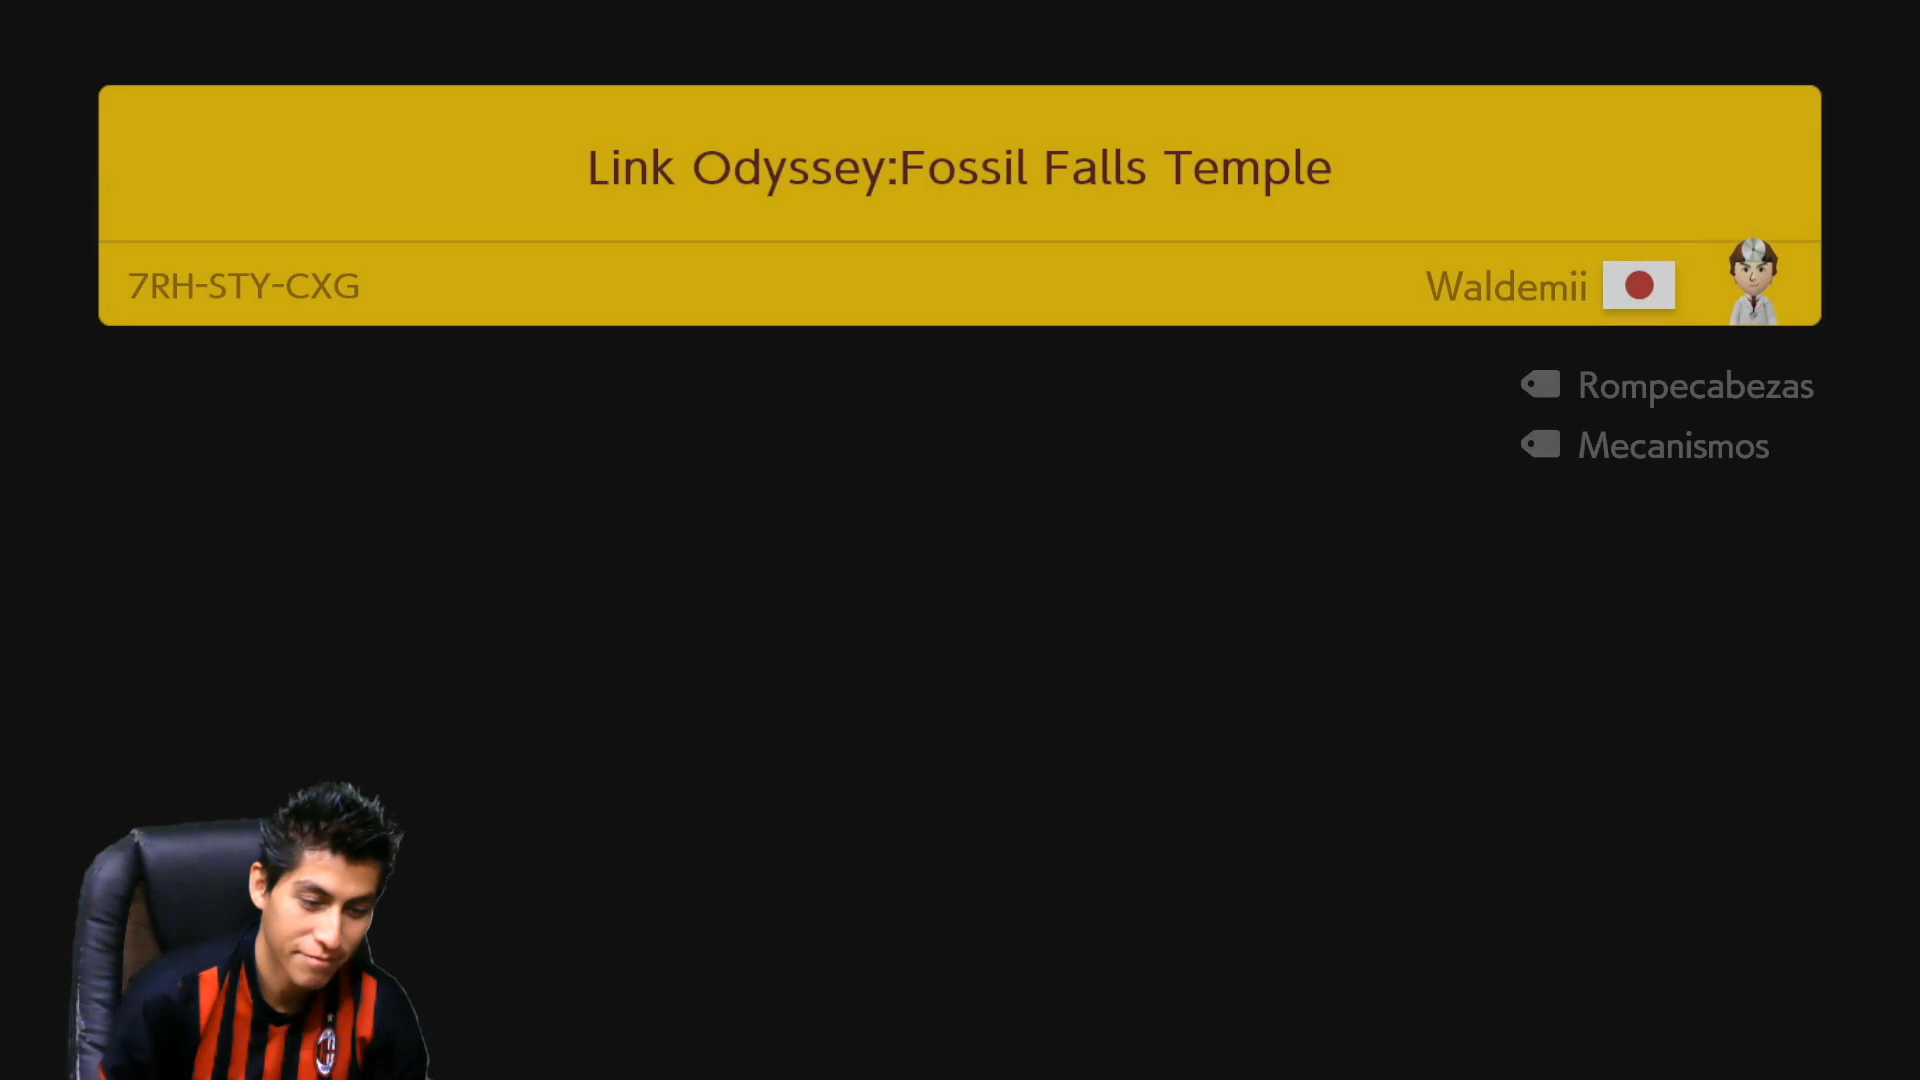 Link Odyssey:Fossil Falls Temple
7RH-STY-CXG
Waldemii
Rompecabezas
Mecanismos